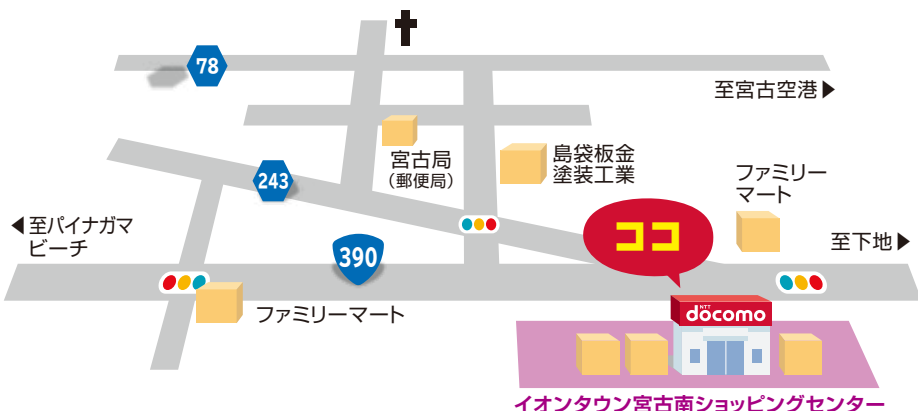 78
至宮古空港▶
宮古局
(郵便局)
島袋板金
塗装工業
ファミリー
マート
243
◀至パイナガマ
ビーチ
ココ
至下地▶
390
ファミリーマート
NTT
döcomo
イオンタウン宮古南ショッピングセンター